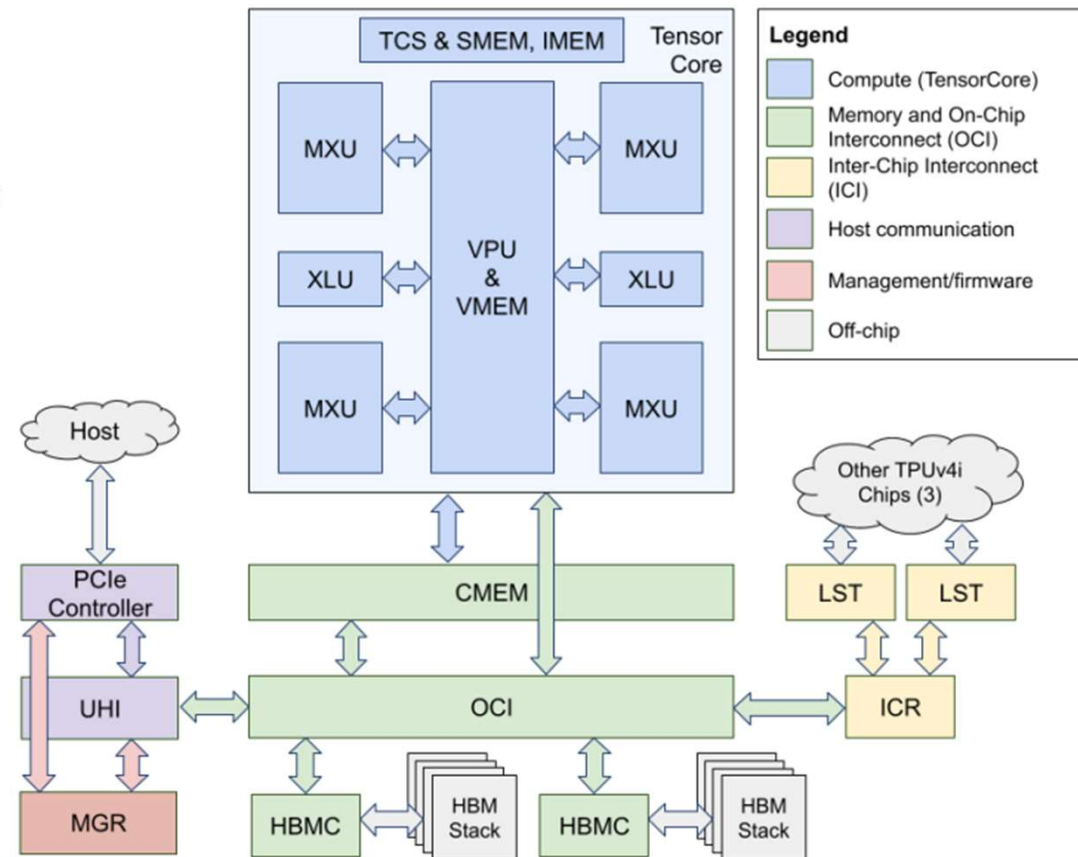 TCS & SMEM, IMEM
Tensor
Core
MXU
MXU
VPU
&
VMEM
XLU
XLU
MXU
MXU
Legend
Compute (TensorCore)
Memory and On-Chip
Interconnect (OCI)
Inter-Chip Interconnect
(ICI)
Host communication
Management/firmware
Off-chip
Host
Other TPUv4i
Chips (3)
PCIe
Controller
CMEM
LST
LST
UHI
OCI
ICR
MGR
HBMC
HBM
Stack
HBMC
HBM
Stack